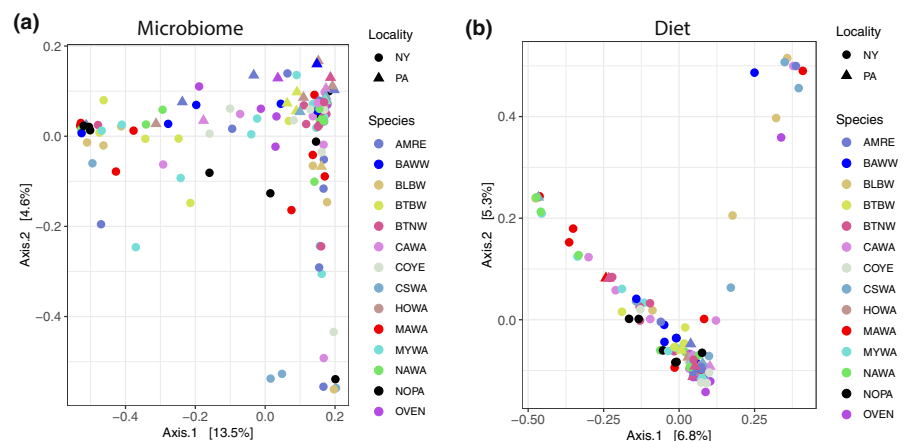 (a)
Microbiome
0.2
0.0
−0.2
−0.4
Axis.2 [4.6%]
−0.4
−0.2
0.0
0.2
Axis.1 [13.5%]
Locality
NY
PA
Species
AMRE
BAWW
BLBW
BTBW
BTNW
CAWA
COYE
CSWA
HOWA
MAWA
MYWA
NAWA
NOPA
OVEN
(b)
Diet
0.4
0.2
0.0
Axis.2 [5.3%]
−0.50
−0.25
0.00
0.25
Axis.1 [6.8%]
Locality
NY
PA
Species
AMRE
BAWW
BLBW
BTBW
BTNW
CAWA
COYE
CSWA
HOWA
MAWA
MYWA
NAWA
NOPA
OVEN